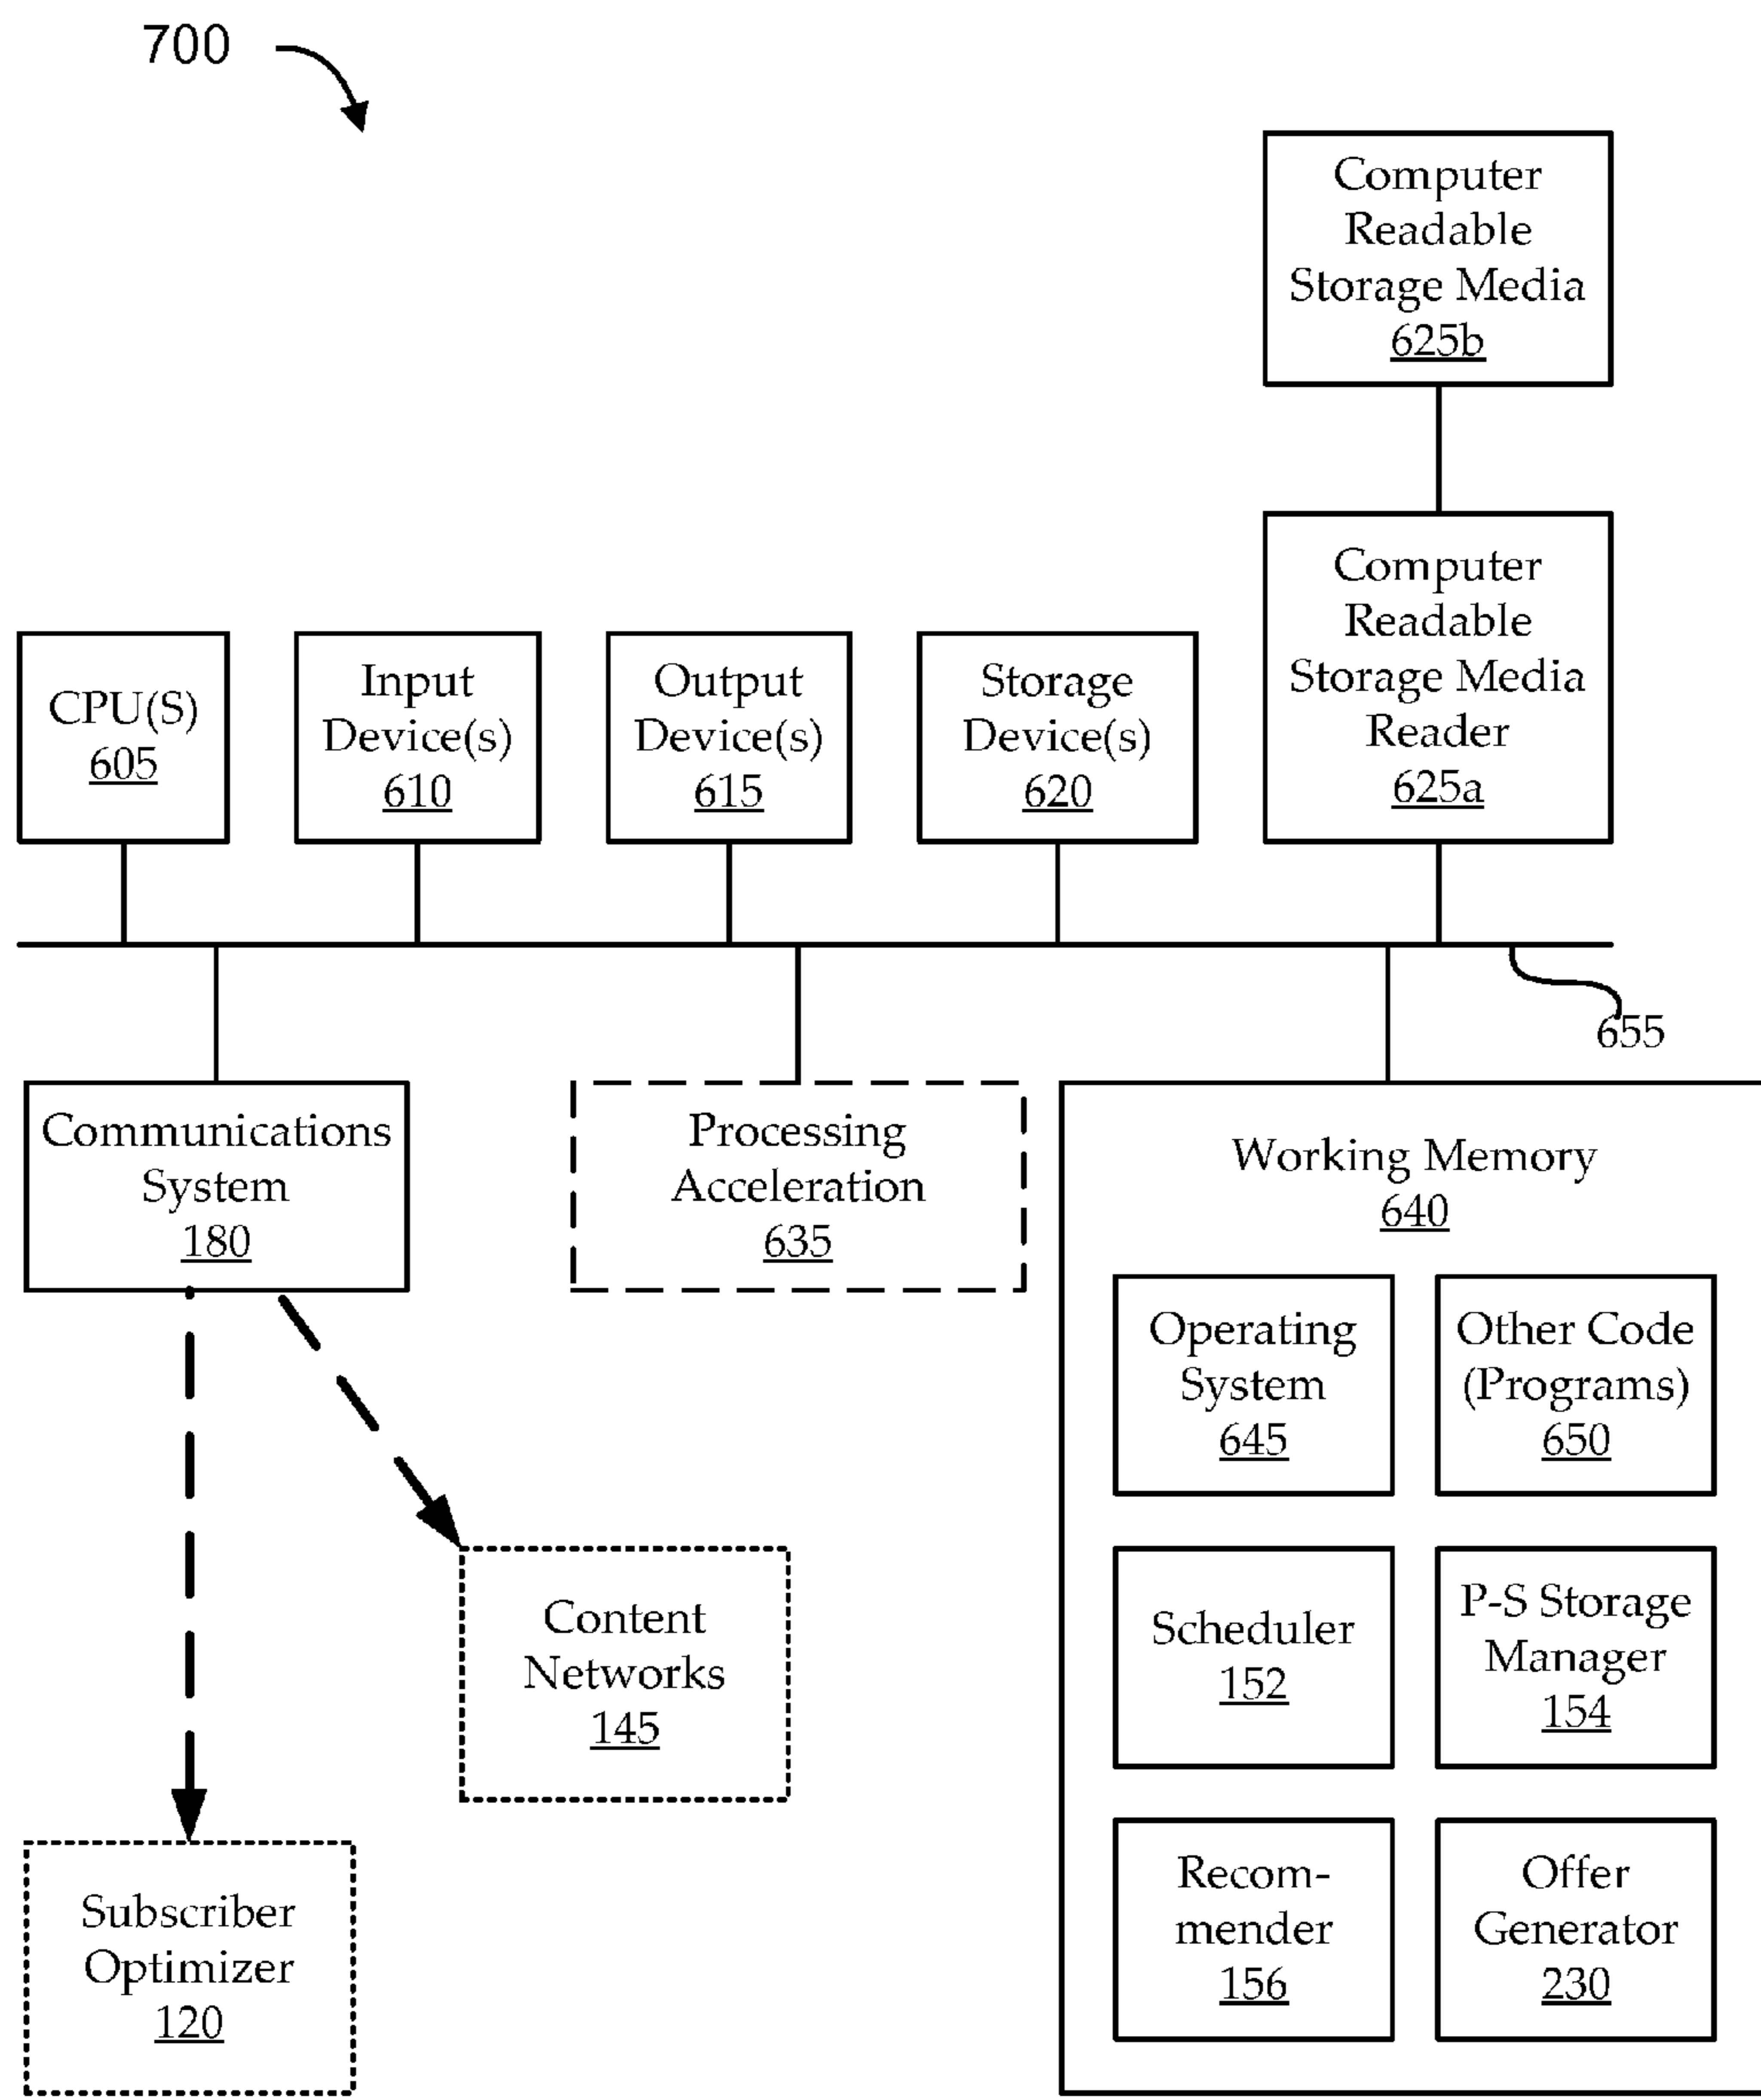 700
Computer
Readable
Storage Media
625b
Computer
Readable
Storage Media
Reader
625a
CPU(S)
605
Input
Device(s)
610
Output
Device(s)
615
Storage
Device(s)
620
655
Communications
System
180
Processing
Acceleration
635
Working Memory
640
Operating
System
645
Other Code
(Programs)
650
Scheduler
152
P-S Storage
Manager
154
Recom-
mender
156
Offer
Generator
230
Content
Networks
145
Subscriber
Optimizer
120